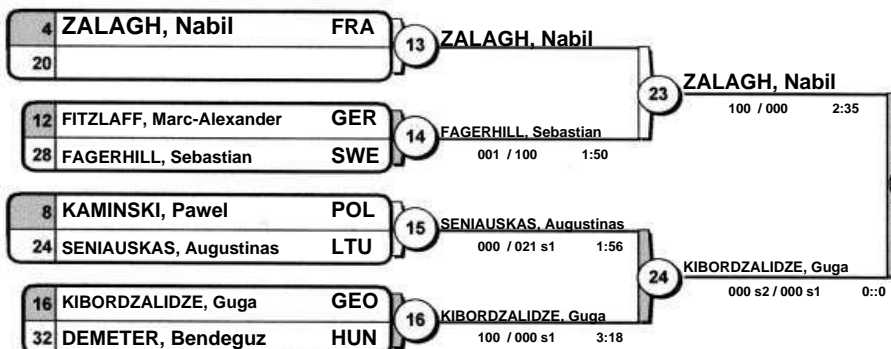 4 ZALAGH, Nabil FRA
20
13
ZALAGH, Nabil
12 FITZLAFF, Marc-Alexander GER
28 FAGERHILL, Sebastian SWE
14
FAGERHILL, Sebastian
001 / 100 1:50
23
ZALAGH, Nabil
100 / 000 2:35
8 KAMINSKI, Pawel POL
24 SENIAUSKAS, Augustinas LTU
15
SENIAUSKAS, Augustinas
000 / 021 s1 1:56
16 KIBORDZALIDZE, Guga GEO
32 DEMETER, Bendeguz HUN
16
KIBORDZALIDZE, Guga
100 / 000 s1 3:18
24
KIBORDZALIDZE, Guga
000 s2 / 000 s1 0::0